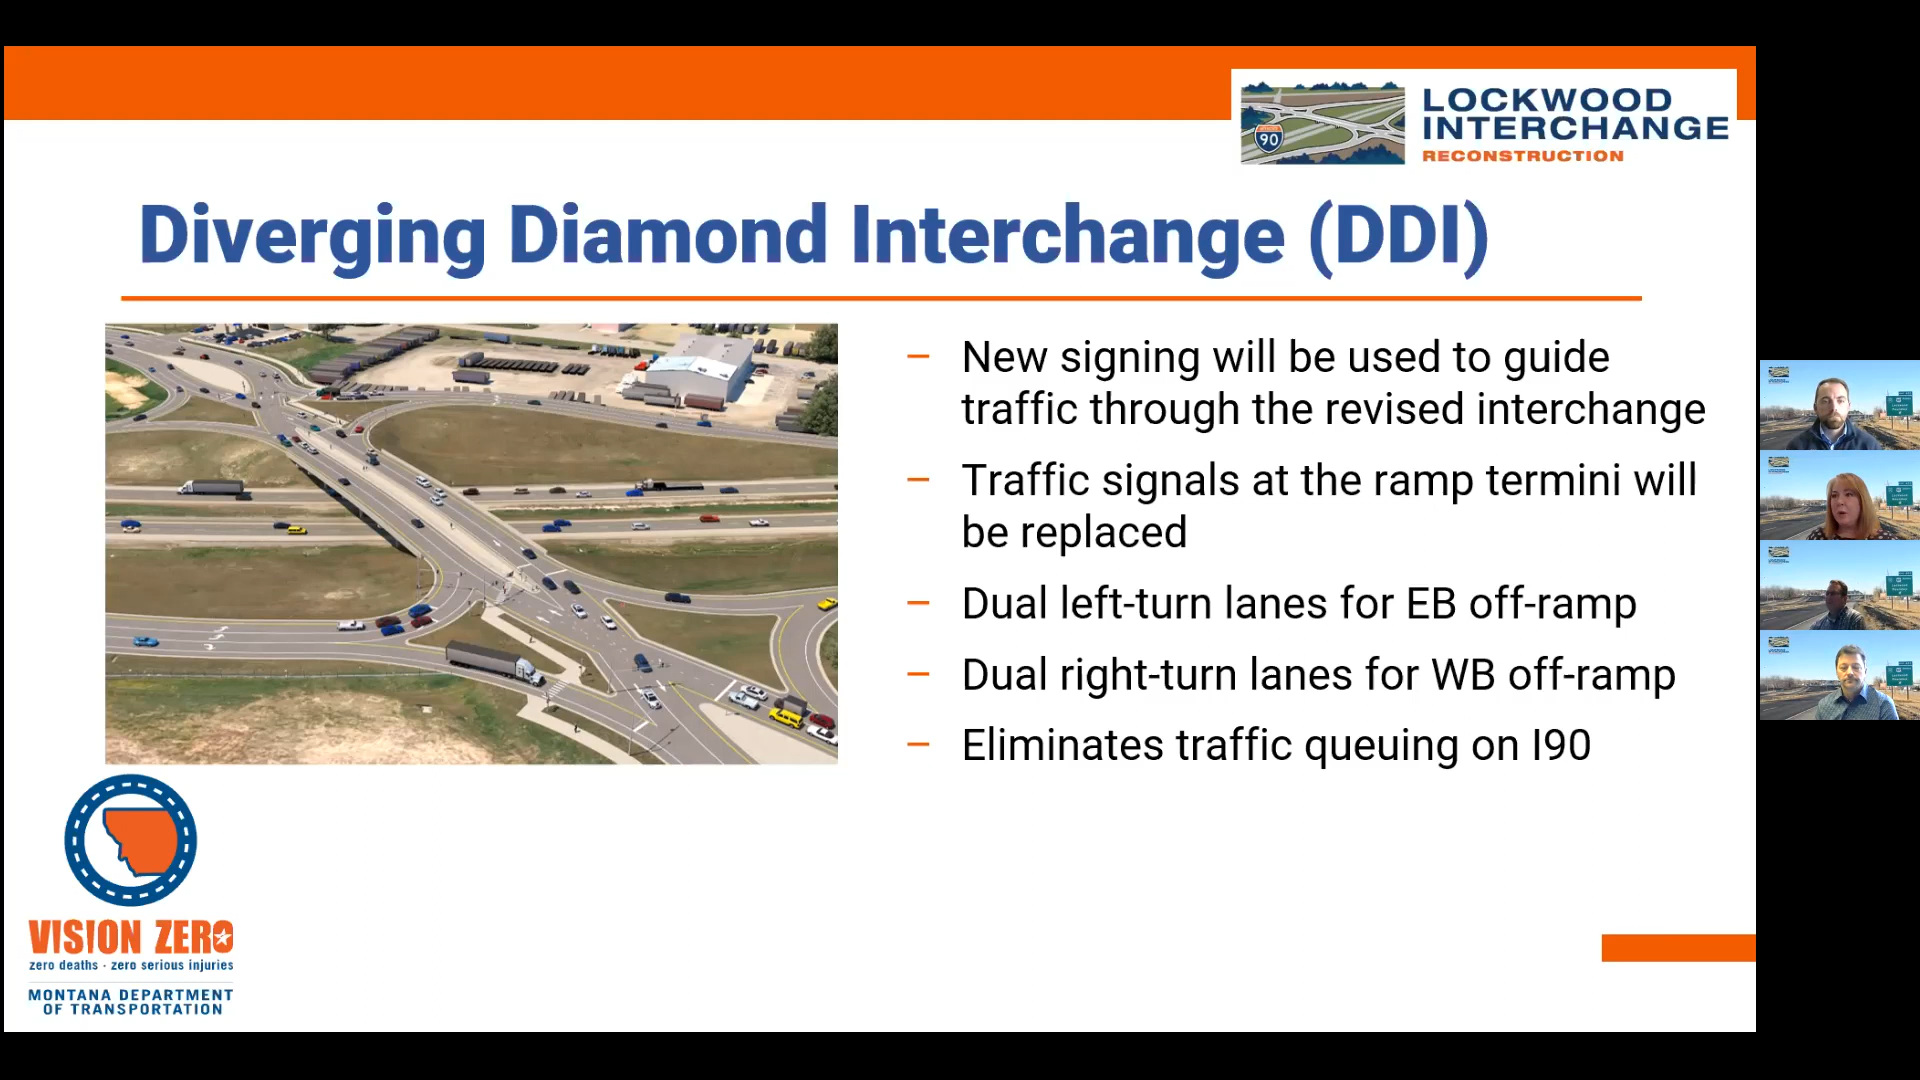 LOCKWOOD
INTERCHANGE
RECONSTRUCTION
90
Diverging Diamond Interchange (DDI)
– New signing will be used to guide
traffic through the revised interchange
– Traffic signals at the ramp termini will
be replaced
– Dual left-turn lanes for EB off-ramp
– Dual right-turn lanes for WB off-ramp
– Eliminates traffic queuing on I90
VISION ZERO
zero deaths · zero serious injuries
MONTANA DEPARTMENT
OF TRANSPORTATION